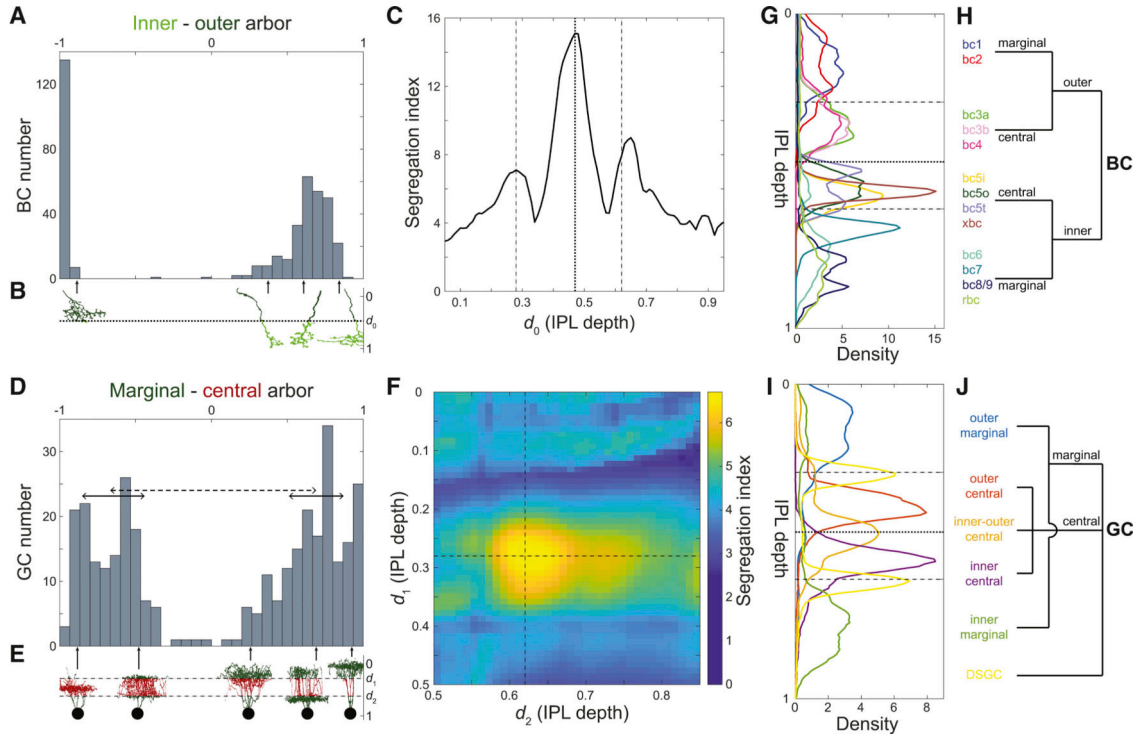 A
Inner - outer arbor
-1 0 1
BC number
120
80
40
0
B
0
d0
1
C
Segregation index
16
12
8
4
0
0.1 0.3 0.5 0.7 0.9
d0 (IPL depth)
G
0
IPL depth
1
0 5 10 15
Density
H
bc1
bc2
marginal
outer
bc3a
bc3b
bc4
central
BC
bc5i
bc5o
bc5t
xbc
central
inner
bc6
bc7
bc8/9
rbc
marginal
D
Marginal - central arbor
-1 0 1
GC number
30
20
10
0
E
0
d1
d2
1
F
d1 (IPL depth)
0
0.1
0.2
0.3
0.4
0.5
0.5 0.6 0.7 0.8
d2 (IPL depth)
Segregation index
6
5
4
3
2
1
0
I
0
IPL depth
1
0 2 4 6 8
Density
J
outer
marginal
marginal
outer
central
inner-outer
central
central
GC
inner
central
inner
marginal
DSGC